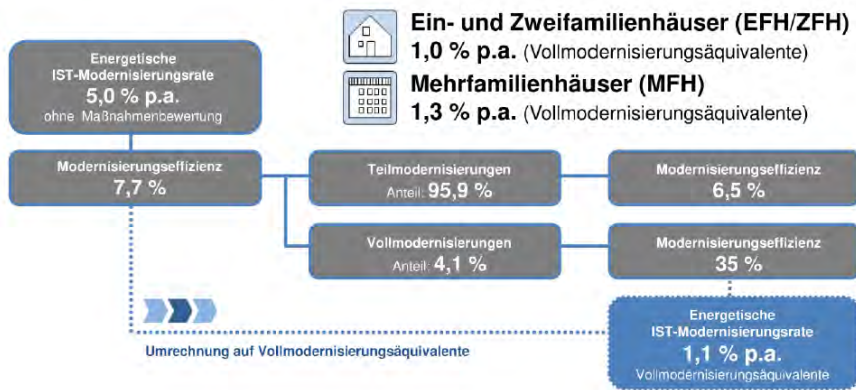 Ein- und Zweifamilienhäuser (EFH/ZFH)
1,0 % p.a. (Vollmodernisierungsäquivalente)
Mehrfamilienhäuser (MFH)
1,3 % p.a. (Vollmodernisierungsäquivalente)
Energetische
IST-Modernisierungsrate
5,0 % p.a.
ohne Maßnahmenbewertung
Modernisierungseffizienz
7,7 %
Teilmodernisierungen
Anteil: 95,9 %
Modernisierungseffizienz
6,5 %
Vollmodernisierungen
Anteil: 4,1 %
Modernisierungseffizienz
35 %
Umrechnung auf Vollmodernisierungsäquivalente
Energetische
IST-Modernisierungsrate
1,1 % p.a.
Vollmodernisierungsäquivalente